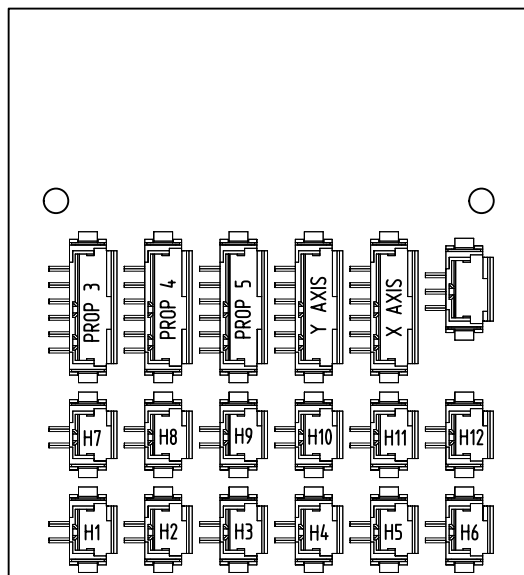 PROP 3
PROP 4
PROP 5
Y AXIS
X AXIS
H7
H8
H9
H10
H11
H12
H1
H2
H3
H4
H5
H6